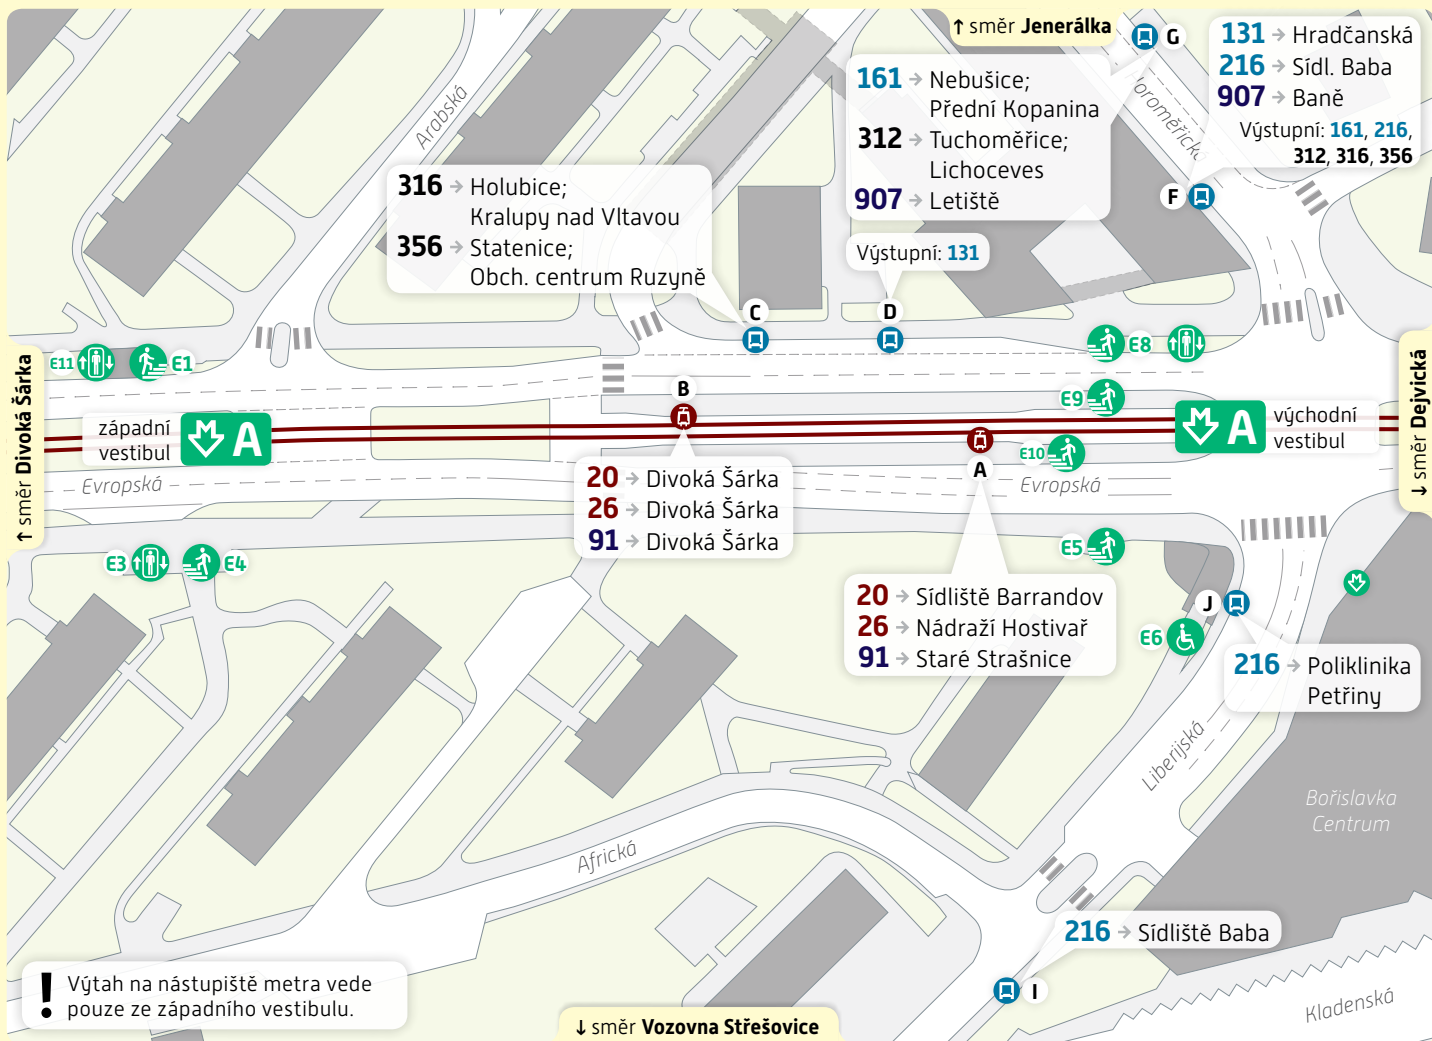 ↑ směr Jenerálka
G
131 → Hradčanská
216 → Sídl. Baba
907 → Baně
Výstupní: 161, 216,
312, 316, 356
161 → Nebušice;
Přední Kopanina
312 → Tuchoměřice;
Lichoceves
907 → Letiště
Horoměřická
Arabská
F
316 → Holubice;
Kralupy nad Vltavou
356 → Statenice;
Obch. centrum Ruzyně
Výstupní: 131
C
D
E11
E1
E8
E9
B
↑ směr Divoká Šárka
západní
vestibul
A
A
východní
vestibul
↓ směr Dejvická
E10
A
Evropská
Evropská
20 → Divoká Šárka
26 → Divoká Šárka
91 → Divoká Šárka
E3
E4
E5
20 → Sídliště Barrandov
26 → Nádraží Hostivař
91 → Staré Strašnice
J
E6
216 → Poliklinika
Petřiny
Liberijská
Bořislavka
Centrum
Africká
216 → Sídliště Baba
I
Kladenská
! Výtah na nástupiště metra vede
pouze ze západního vestibulu.
↓ směr Vozovna Střešovice